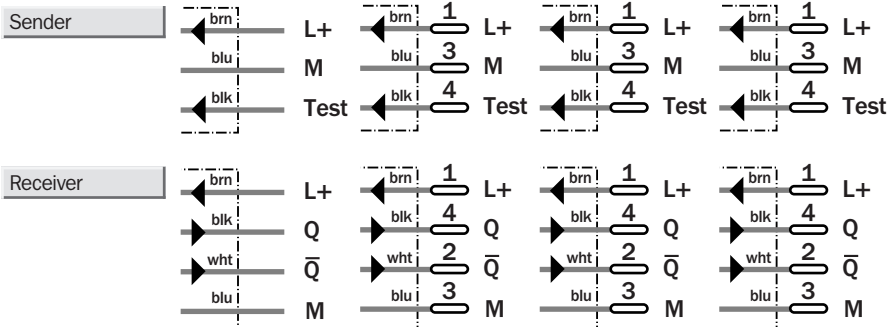 Sender
brn L+ brn 1 L+ brn 1 L+ brn 1 L+
blu M blu 3 M blu 3 M blu 3 M
blk Test blk 4 Test blk 4 Test blk 4 Test
Receiver
brn L+ brn 1 L+ brn 1 L+ brn 1 L+
blk Q blk 4 Q blk 4 Q blk 4 Q
wht Q̅ wht 2 Q̅ wht 2 Q̅ wht 2 Q̅
blu M blu 3 M blu 3 M blu 3 M